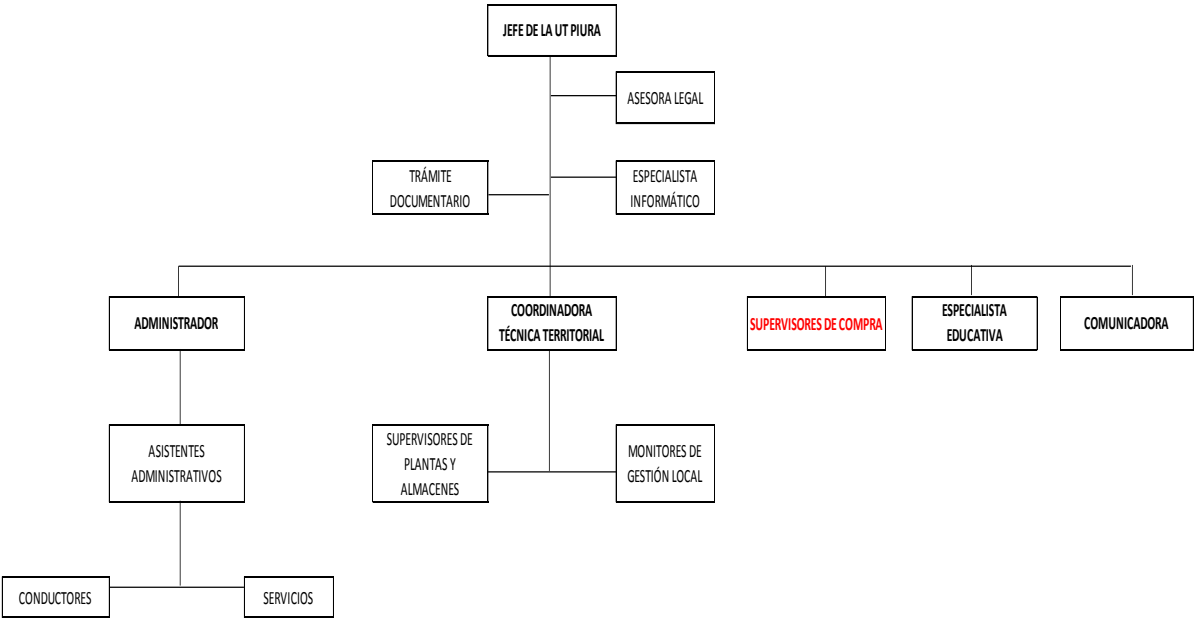 JEFE DE LA UT PIURA
ASESORA LEGAL
TRÁMITE
DOCUMENTARIO
ESPECIALISTA
INFORMÁTICO
ADMINISTRADOR
COORDINADORA
TÉCNICA TERRITORIAL
SUPERVISORES DE COMPRA
ESPECIALISTA
EDUCATIVA
COMUNICADORA
ASISTENTES
ADMINISTRATIVOS
SUPERVISORES DE
PLANTAS Y
ALMACENES
MONITORES DE
GESTIÓN LOCAL
CONDUCTORES
SERVICIOS